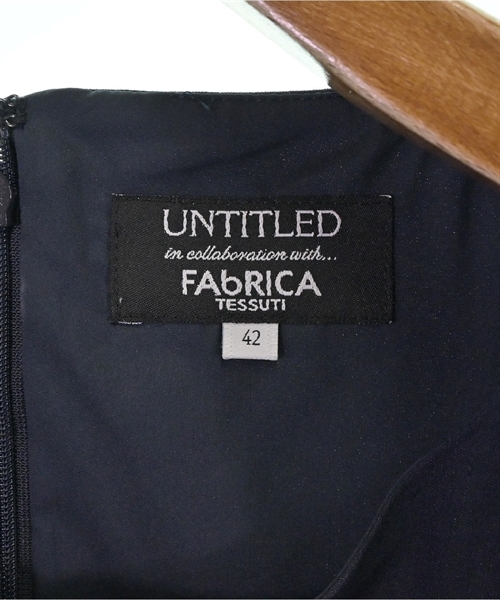 UNTITLED
in collaboration with...
FAbRICA
TESSUTI
42